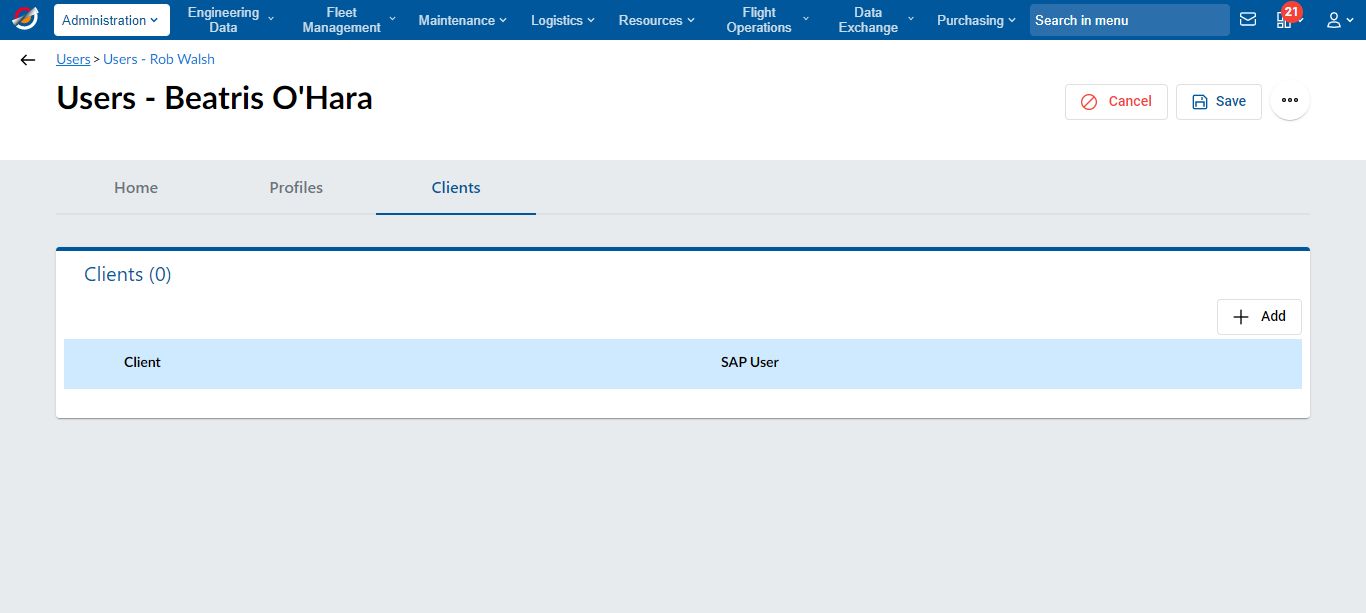 Administration
Engineering
Data
Fleet
Management
Maintenance
Logistics
Resources
Flight
Operations
Data
Exchange
Purchasing
Search in menu
21
Users > Users - Rob Walsh
Users - Beatris O'Hara
Cancel
Save
Home
Profiles
Clients
Clients (0)
Add
Client
SAP User